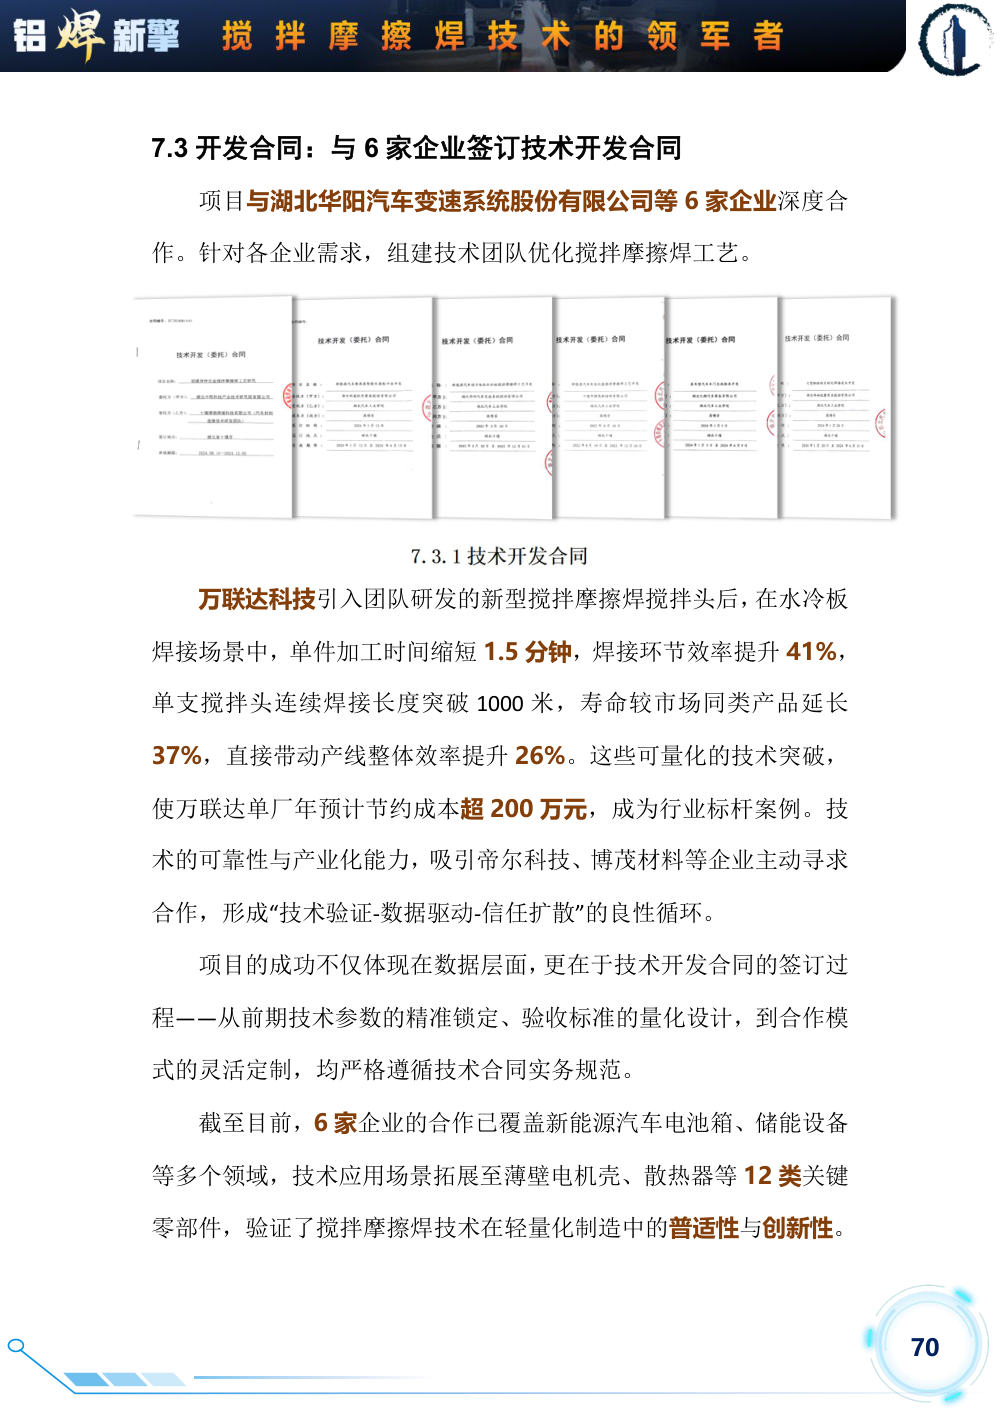 铝焊新擎 搅拌摩擦焊技术的领军者
7.3 开发合同：与 6 家企业签订技术开发合同
项目与湖北华阳汽车变速系统股份有限公司等 6 家企业深度合
作。针对各企业需求，组建技术团队优化搅拌摩擦焊工艺。
技术开发（委托）合同 技术开发（委托）合同 技术开发（委托）合同 技术开发（委托）合同 技术开发（委托）合同 技术开发（委托）合同
7.3.1 技术开发合同
万联达科技引入团队研发的新型搅拌摩擦焊搅拌头后，在水冷板
焊接场景中，单件加工时间缩短 1.5 分钟，焊接环节效率提升 41%，
单支搅拌头连续焊接长度突破 1000 米，寿命较市场同类产品延长
37%，直接带动产线整体效率提升 26%。这些可量化的技术突破，
使万联达单厂年预计节约成本超 200 万元，成为行业标杆案例。技
术的可靠性与产业化能力，吸引帝尔科技、博茂材料等企业主动寻求
合作，形成“技术验证-数据驱动-信任扩散”的良性循环。
项目的成功不仅体现在数据层面，更在于技术开发合同的签订过
程——从前期技术参数的精准锁定、验收标准的量化设计，到合作模
式的灵活定制，均严格遵循技术合同实务规范。
截至目前，6 家企业的合作已覆盖新能源汽车电池箱、储能设备
等多个领域，技术应用场景拓展至薄壁电机壳、散热器等 12 类关键
零部件，验证了搅拌摩擦焊技术在轻量化制造中的普适性与创新性。
70